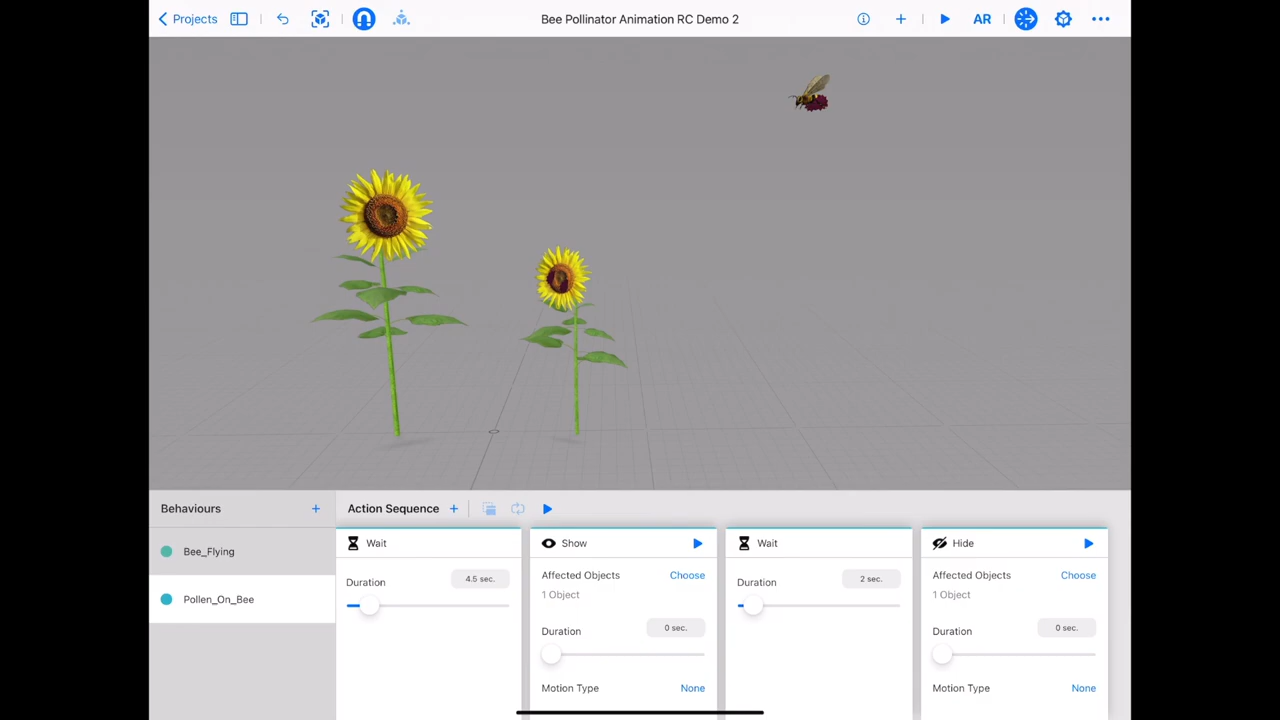 Projects
Bee Pollinator Animation RC Demo 2
AR
Behaviours
Action Sequence
Bee_Flying
Pollen_On_Bee
Wait
Duration
4.5 sec.
Show
Affected Objects
Choose
1 Object
Duration
0 sec.
Motion Type
None
Wait
Duration
2 sec.
Hide
Affected Objects
Choose
1 Object
Duration
0 sec.
Motion Type
None